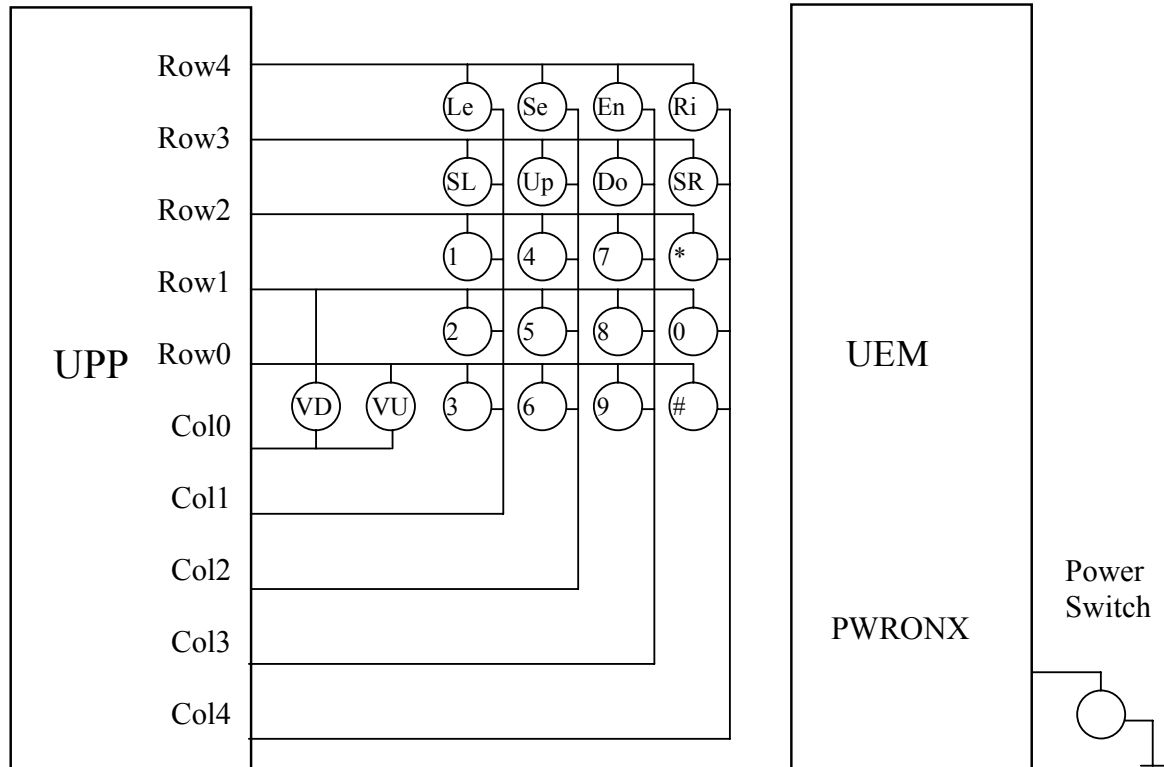 Row4
Le Se En Ri
Row3
SL Up Do SR
Row2
1 4 7 *
Row1
2 5 8 0
UPP
Row0
UEM
VD VU 3 6 9 #
Col0
Col1
Col2
Power
Switch
Col3
PWRONX
Col4